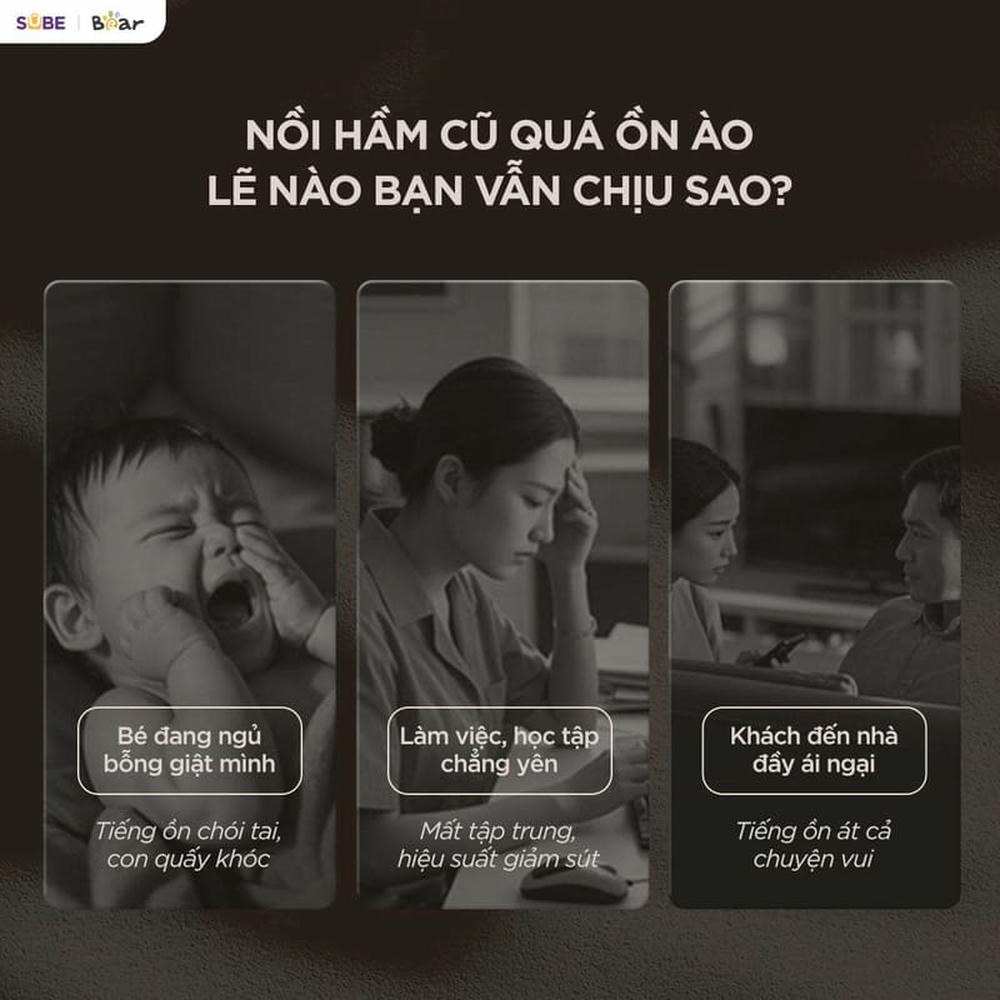 SUBE | Bear
NỒI HẦM CŨ QUÁ ỒN ÀO
LẼ NÀO BẠN VẪN CHỊU SAO?
Bé đang ngủ
bỗng giật mình
Tiếng ồn chói tai,
con quấy khóc
Làm việc, học tập
chẳng yên
Mất tập trung,
hiệu suất giảm sút
Khách đến nhà
đầy ái ngại
Tiếng ồn át cả
chuyện vui